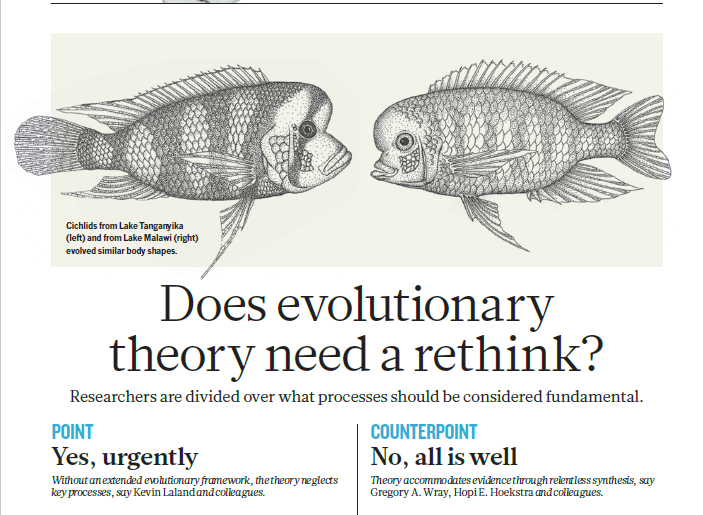 Cichlids from Lake Tanganyika
(left) and from Lake Malawi (right)
evolved similar body shapes.
Does evolutionary
theory need a rethink?
Researchers are divided over what processes should be considered fundamental.
POINT
Yes, urgently
Without an extended evolutionary framework, the theory neglects
key processes, say Kevin Laland and colleagues.
COUNTERPOINT
No, all is well
Theory accommodates evidence through relentless synthesis, say
Gregory A. Wray, Hopi E. Hoekstra and colleagues.